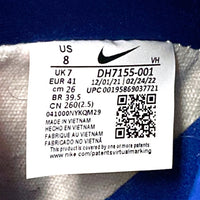 US
8
VH
UK 7
DH7155-001
EUR 41
12/01/21 / 02/24/22
cm 26
UPC 00195869037721
BR 39.5
CN 260(2.5)
041000NYKQM29
MADE IN VIETNAM
HECHO EN VIETNAM
FABRIQUÉ AU VIETNAM
FABRICADO NO VIETNÃ
www.nike.com/patents